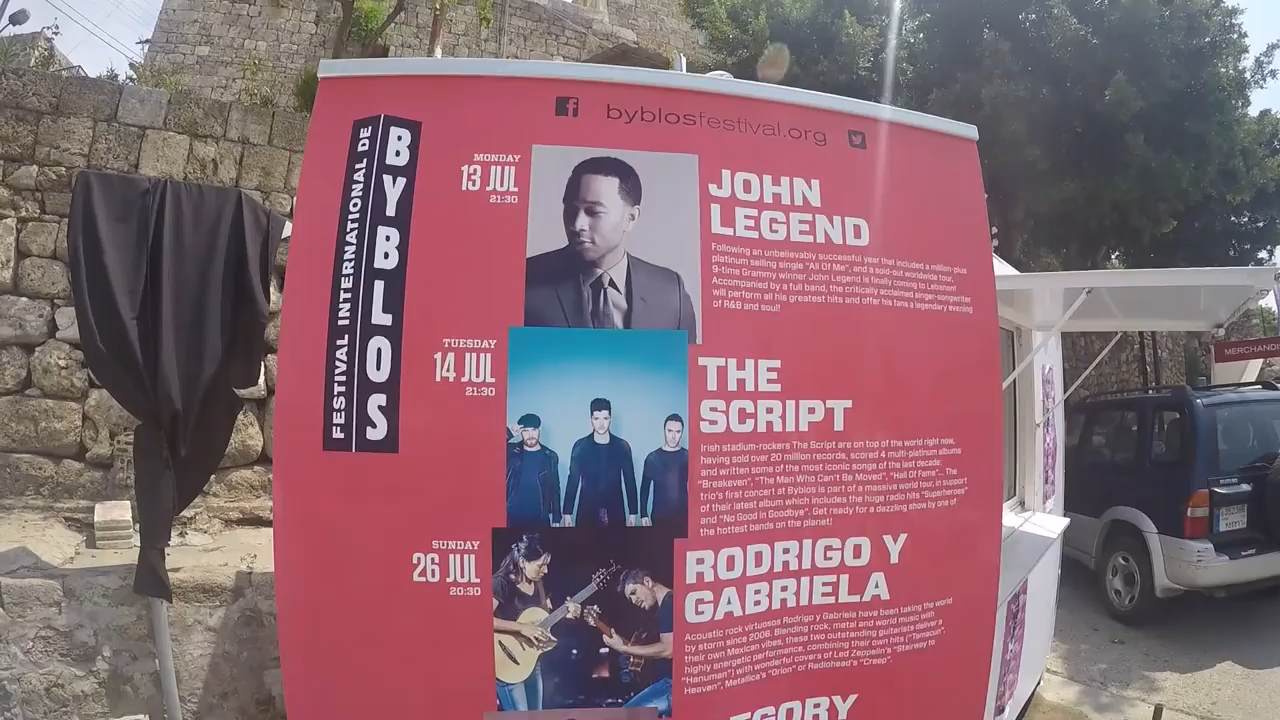 byblosfestival.org
FESTIVAL INTERNATIONAL DE
BYBLOS
MONDAY
13 JUL
21:30
JOHN
LEGEND
Following an unbelievably successful year that included a million-plus
platinum selling single "All Of Me", and a sold-out worldwide tour,
9-time Grammy winner John Legend is finally coming to Lebanon!
Accompanied by a full band, the critically acclaimed singer-songwriter
will perform all his greatest hits and offer his fans a legendary evening
of R&B and soul!
TUESDAY
14 JUL
21:30
THE
SCRIPT
Irish stadium-rockers The Script are on top of the world right now,
having sold over 20 million records, scored 4 multi-platinum albums
and written some of the most iconic songs of the last decade:
"Breakeven", "The Man Who Can't Be Moved", "Hall Of Fame"... The
trio's first concert at Byblos is part of a massive world tour, in support
of their latest album which includes the huge radio hits "Superheroes"
and "No Good in Goodbye". Get ready for a dazzling show by one of
the hottest bands on the planet!
SUNDAY
26 JUL
20:30
RODRIGO Y
GABRIELA
Acoustic rock virtuosos Rodrigo y Gabriela have been taking the world
by storm since 2006. Blending rock, metal and world music with
their own Mexican vibes, these two outstanding guitarists deliver a
highly energetic performance, combining their own hits ("Tamacun",
"Hanuman") with wonderful covers of Led Zeppelin's "Stairway to
Heaven", Metallica's "Orion" or Radiohead's "Creep".
EGORY
MERCHANDI